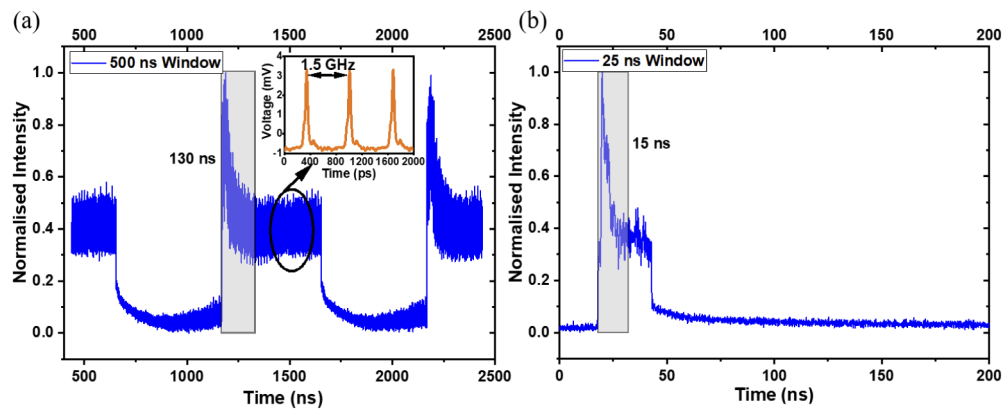 (a)
500 1000 1500 2000 2500
500 ns Window
Normalised Intensity
1.0
0.8
0.6
0.4
0.2
0.0
130 ns
1.5 GHz
Voltage (mV)
4
3
2
1
0
-1
0 400 800 1200 1600 2000
Time (ps)
500 1000 1500 2000 2500
Time (ns)
(b)
0 50 100 150 200
25 ns Window
Normalised Intensity
1.0
0.8
0.6
0.4
0.2
0.0
15 ns
0 50 100 150 200
Time (ns)